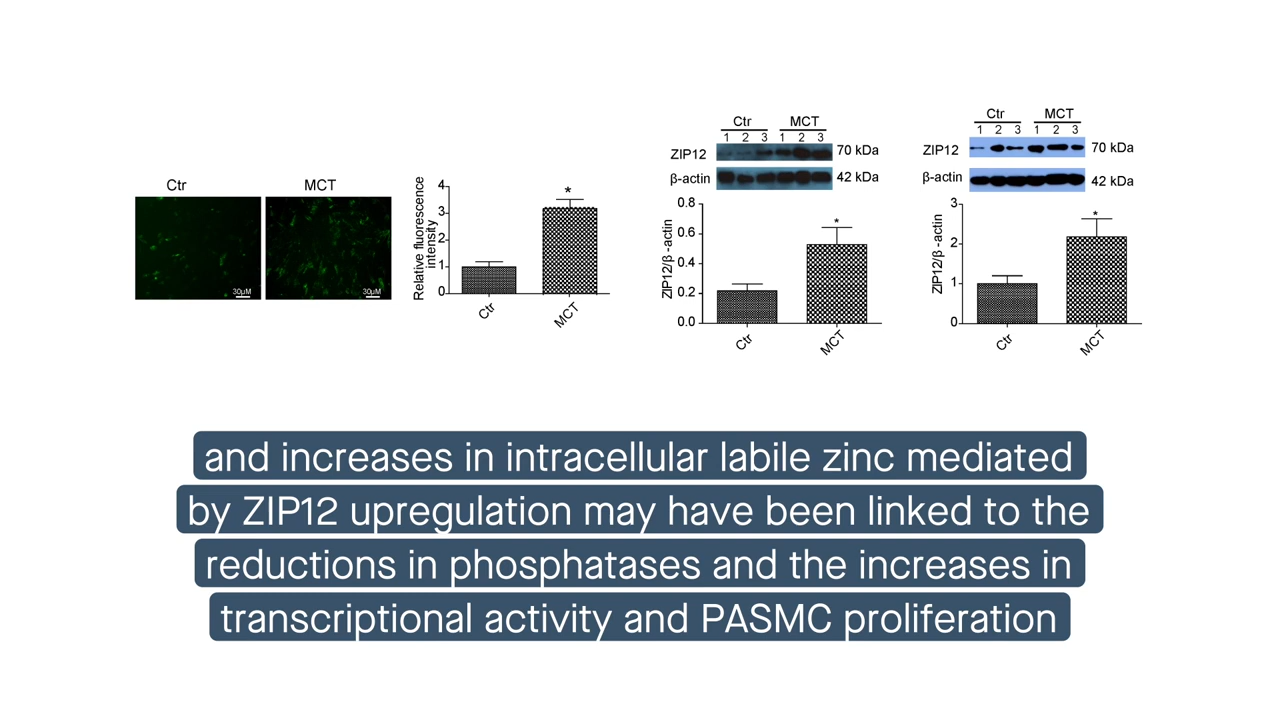 Ctr MCT
30µM 30µM
Relative fluorescence
intensity
4
3
2
1
0
Ctr MCT
*
Ctr MCT
1 2 3 1 2 3
ZIP12 70 kDa
β-actin 42 kDa
ZIP12/β -actin
0.8
0.6
0.4
0.2
0.0
*
Ctr MCT
Ctr MCT
1 2 3 1 2 3
ZIP12 70 kDa
β-actin 42 kDa
ZIP12/β -actin
3
2
1
0
*
Ctr MCT
and increases in intracellular labile zinc mediated
by ZIP12 upregulation may have been linked to the
reductions in phosphatases and the increases in
transcriptional activity and PASMC proliferation